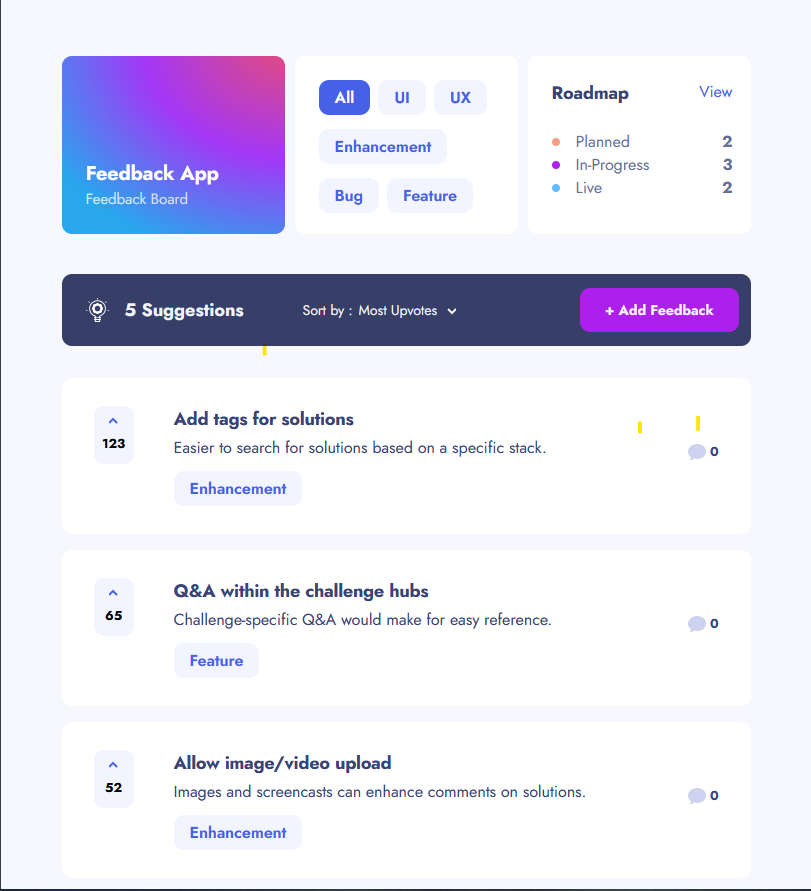 Feedback App
Feedback Board
All UI UX
Enhancement
Bug Feature
Roadmap View
Planned 2
In-Progress 3
Live 2
5 Suggestions Sort by : Most Upvotes + Add Feedback
123
Add tags for solutions
Easier to search for solutions based on a specific stack.
Enhancement
0
65
Q&A within the challenge hubs
Challenge-specific Q&A would make for easy reference.
Feature
0
52
Allow image/video upload
Images and screencasts can enhance comments on solutions.
Enhancement
0